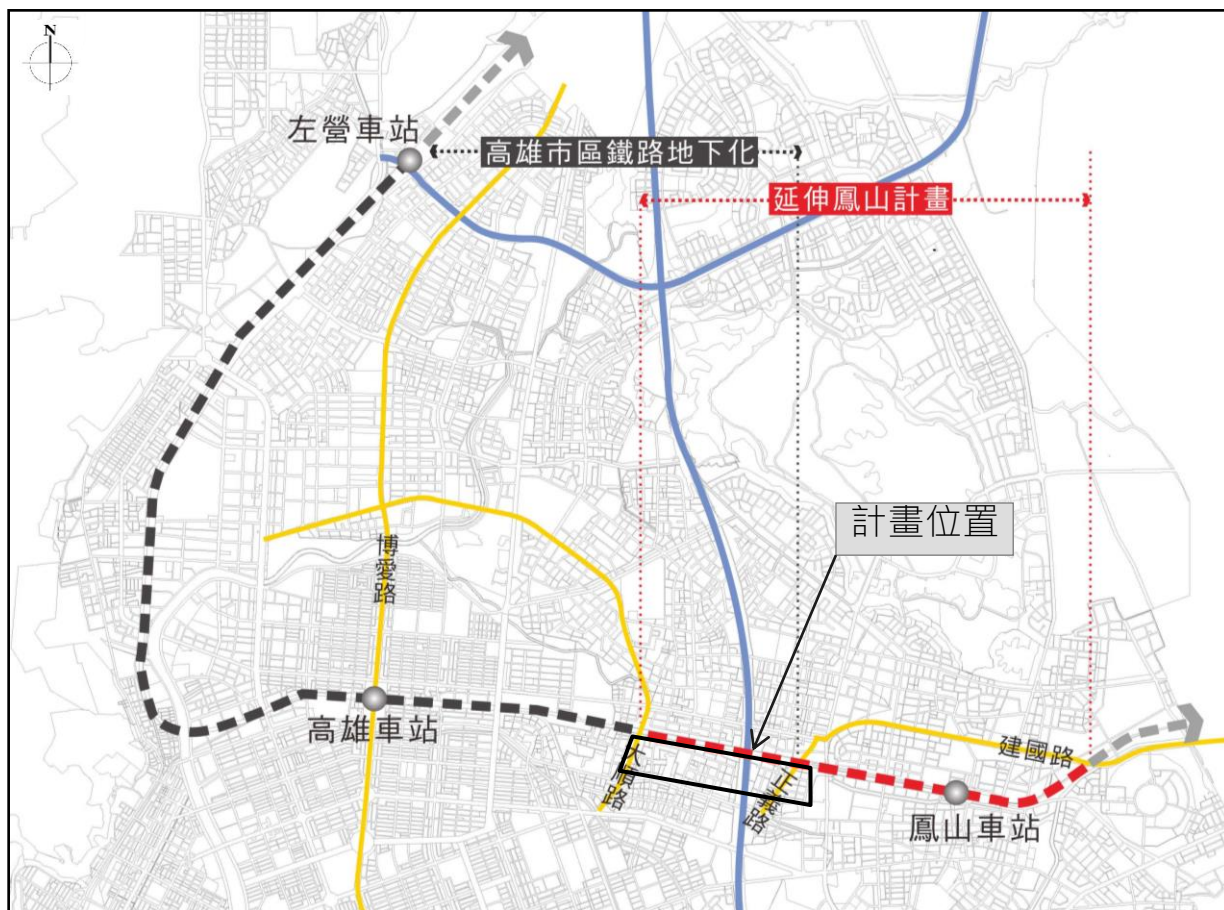 N
左營車站
高雄市區鐵路地下化
延伸鳳山計畫
計畫位置
博愛路
高雄車站
大順路
正義路
建國路
鳳山車站